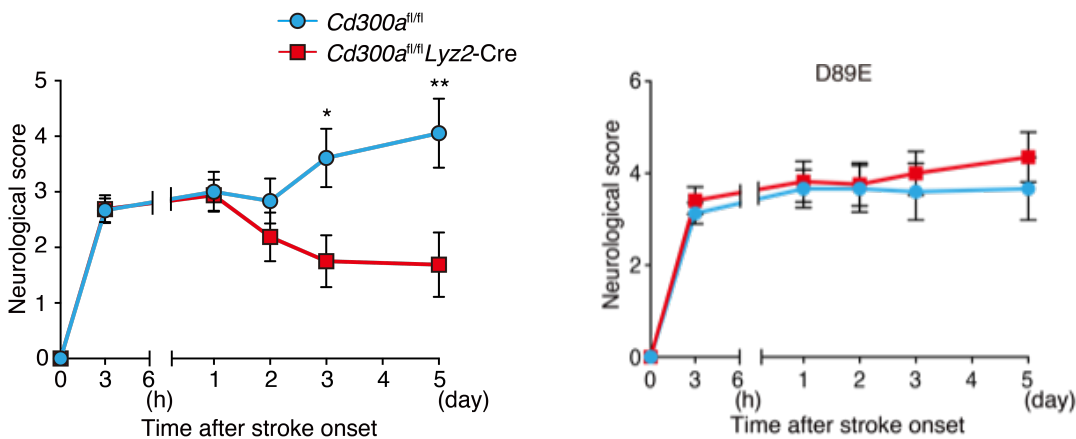 Cd300a^fl/fl
Cd300a^fl/fl Lyz2-Cre
Neurological score
5
4
3
2
1
0
*
**
0 3 6 1 2 3 5
(h) (day)
Time after stroke onset
D89E
Neurological score
6
4
2
0
0 3 6 1 2 3 4 5
(h) (day)
Time after stroke onset